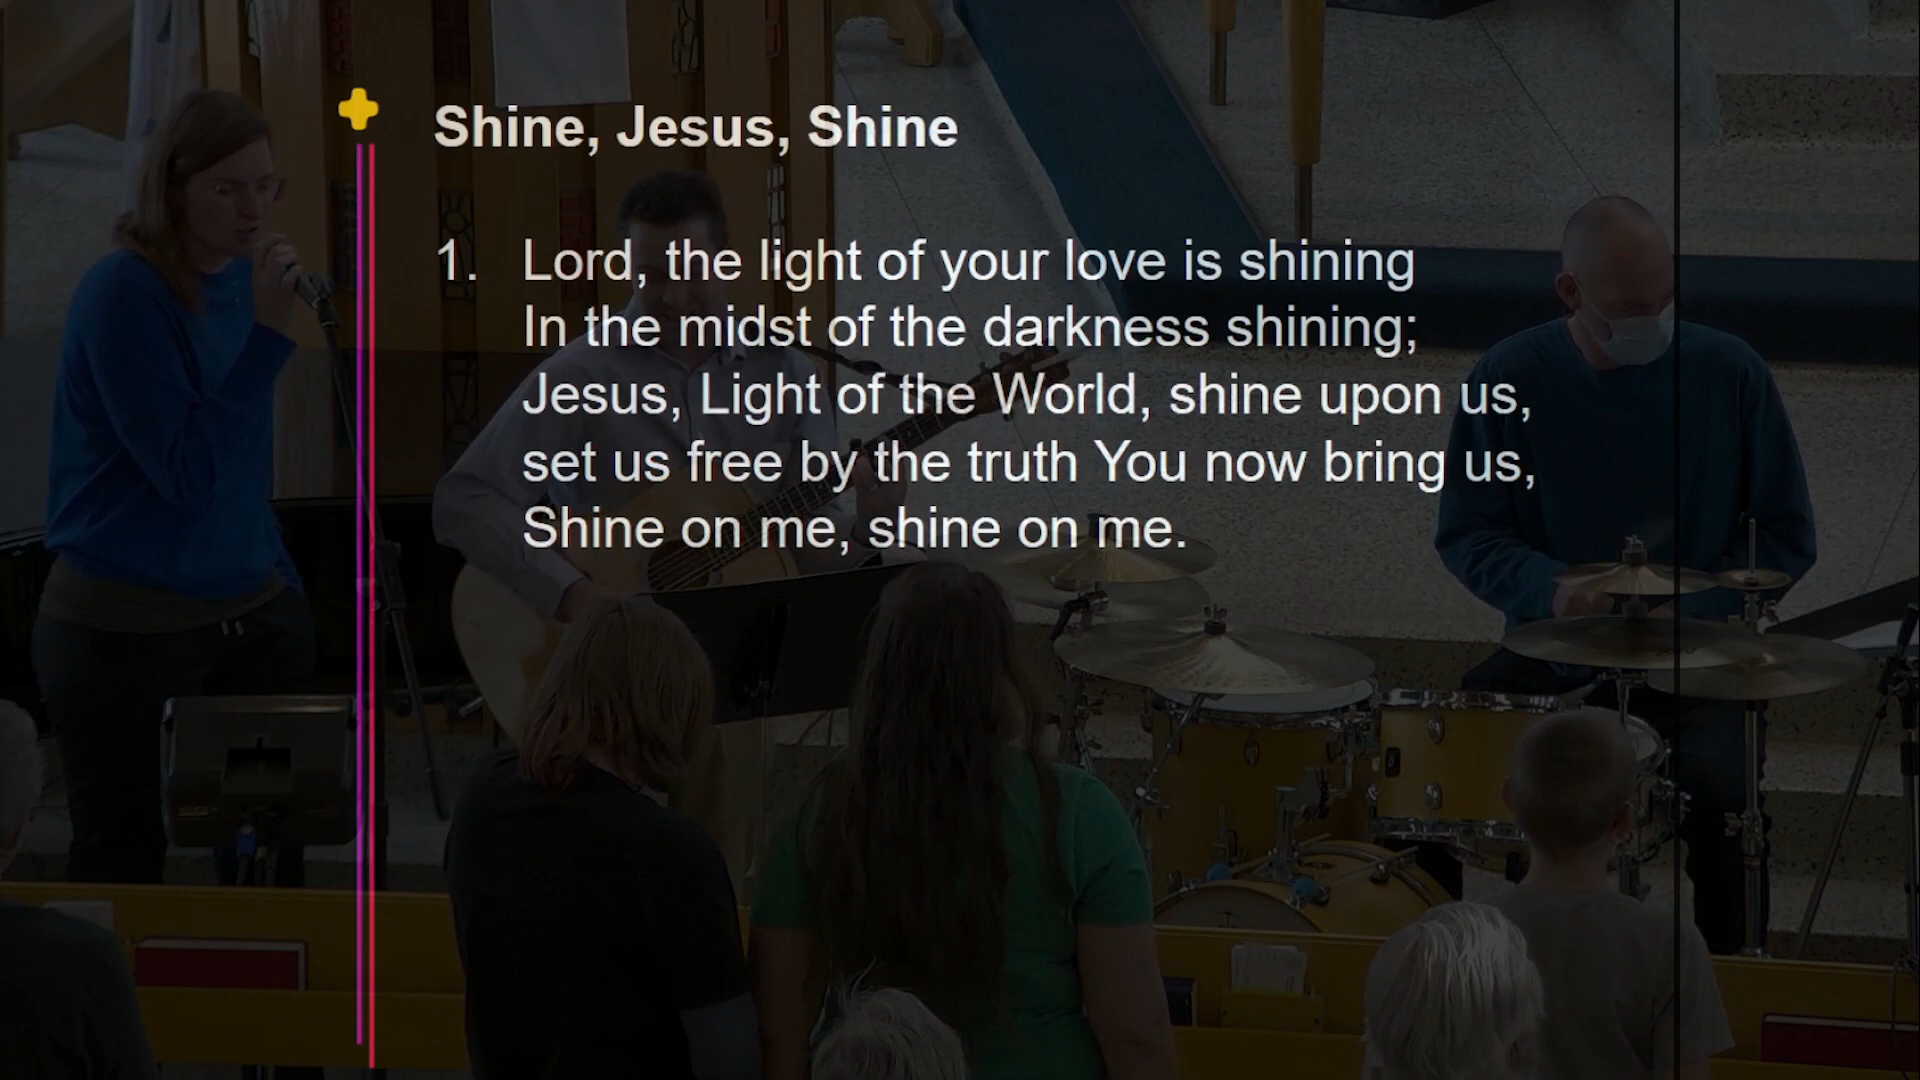 Shine, Jesus, Shine
1. Lord, the light of your love is shining
In the midst of the darkness shining;
Jesus, Light of the World, shine upon us,
set us free by the truth You now bring us,
Shine on me, shine on me.